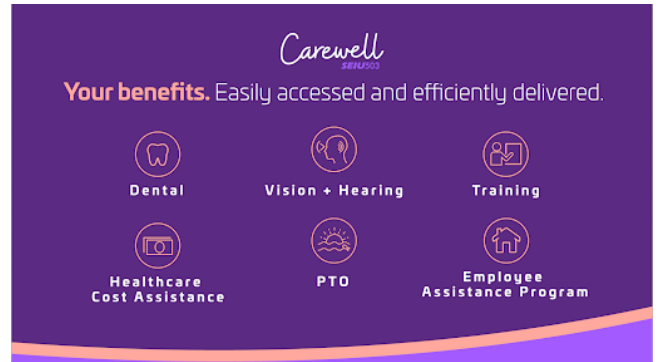 Carewell
SEIU503
Your benefits. Easily accessed and efficiently delivered.
Dental
Vision + Hearing
Training
Healthcare
Cost Assistance
PTO
Employee
Assistance Program